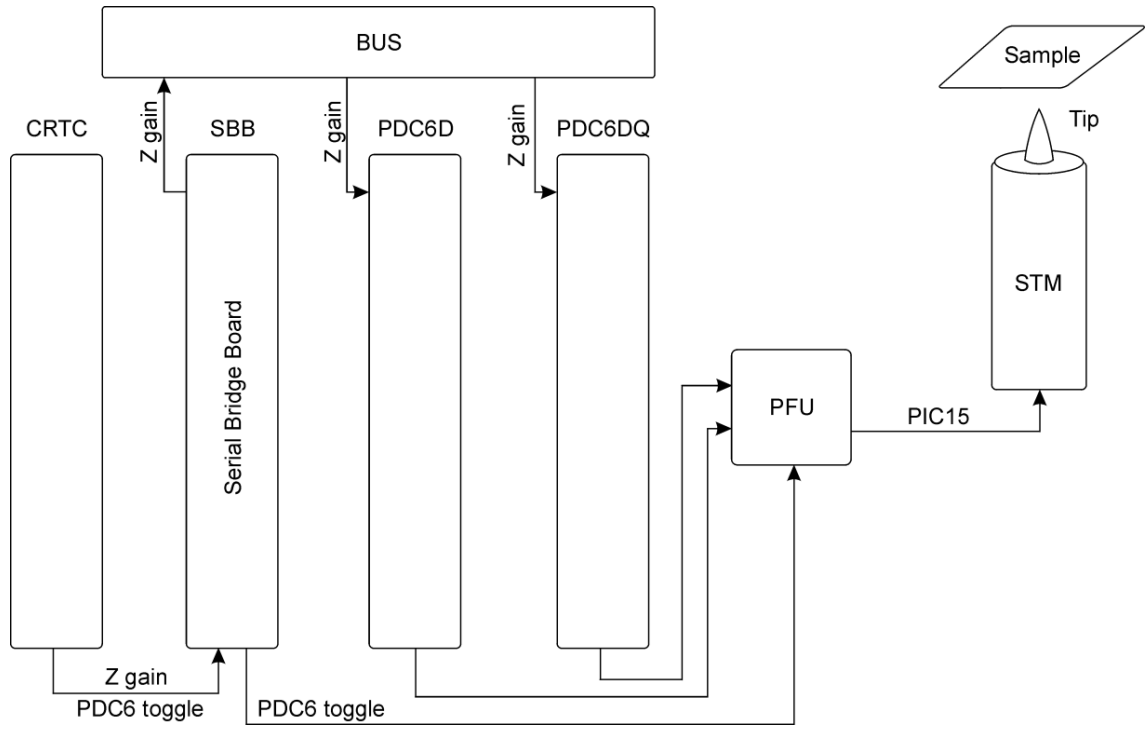 BUS
Sample
Z gain
Z gain
Z gain
CRTC
SBB
PDC6D
PDC6DQ
Tip
Serial Bridge Board
STM
PFU
PIC15
Z gain
PDC6 toggle
PDC6 toggle